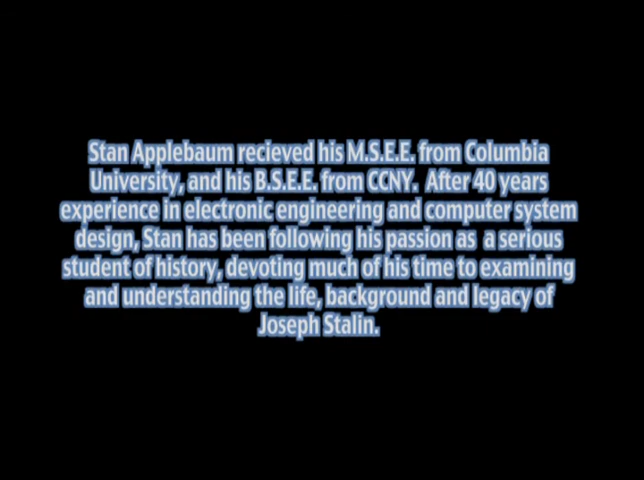 Stan Applebaum recieved his M.S.E.E. from Columbia
University, and his B.S.E.E. from CCNY.  After 40 years
experience in electronic engineering and computer system
design, Stan has been following his passion as  a serious
student of history, devoting much of his time to examining
and understanding the life, background and legacy of
Joseph Stalin.